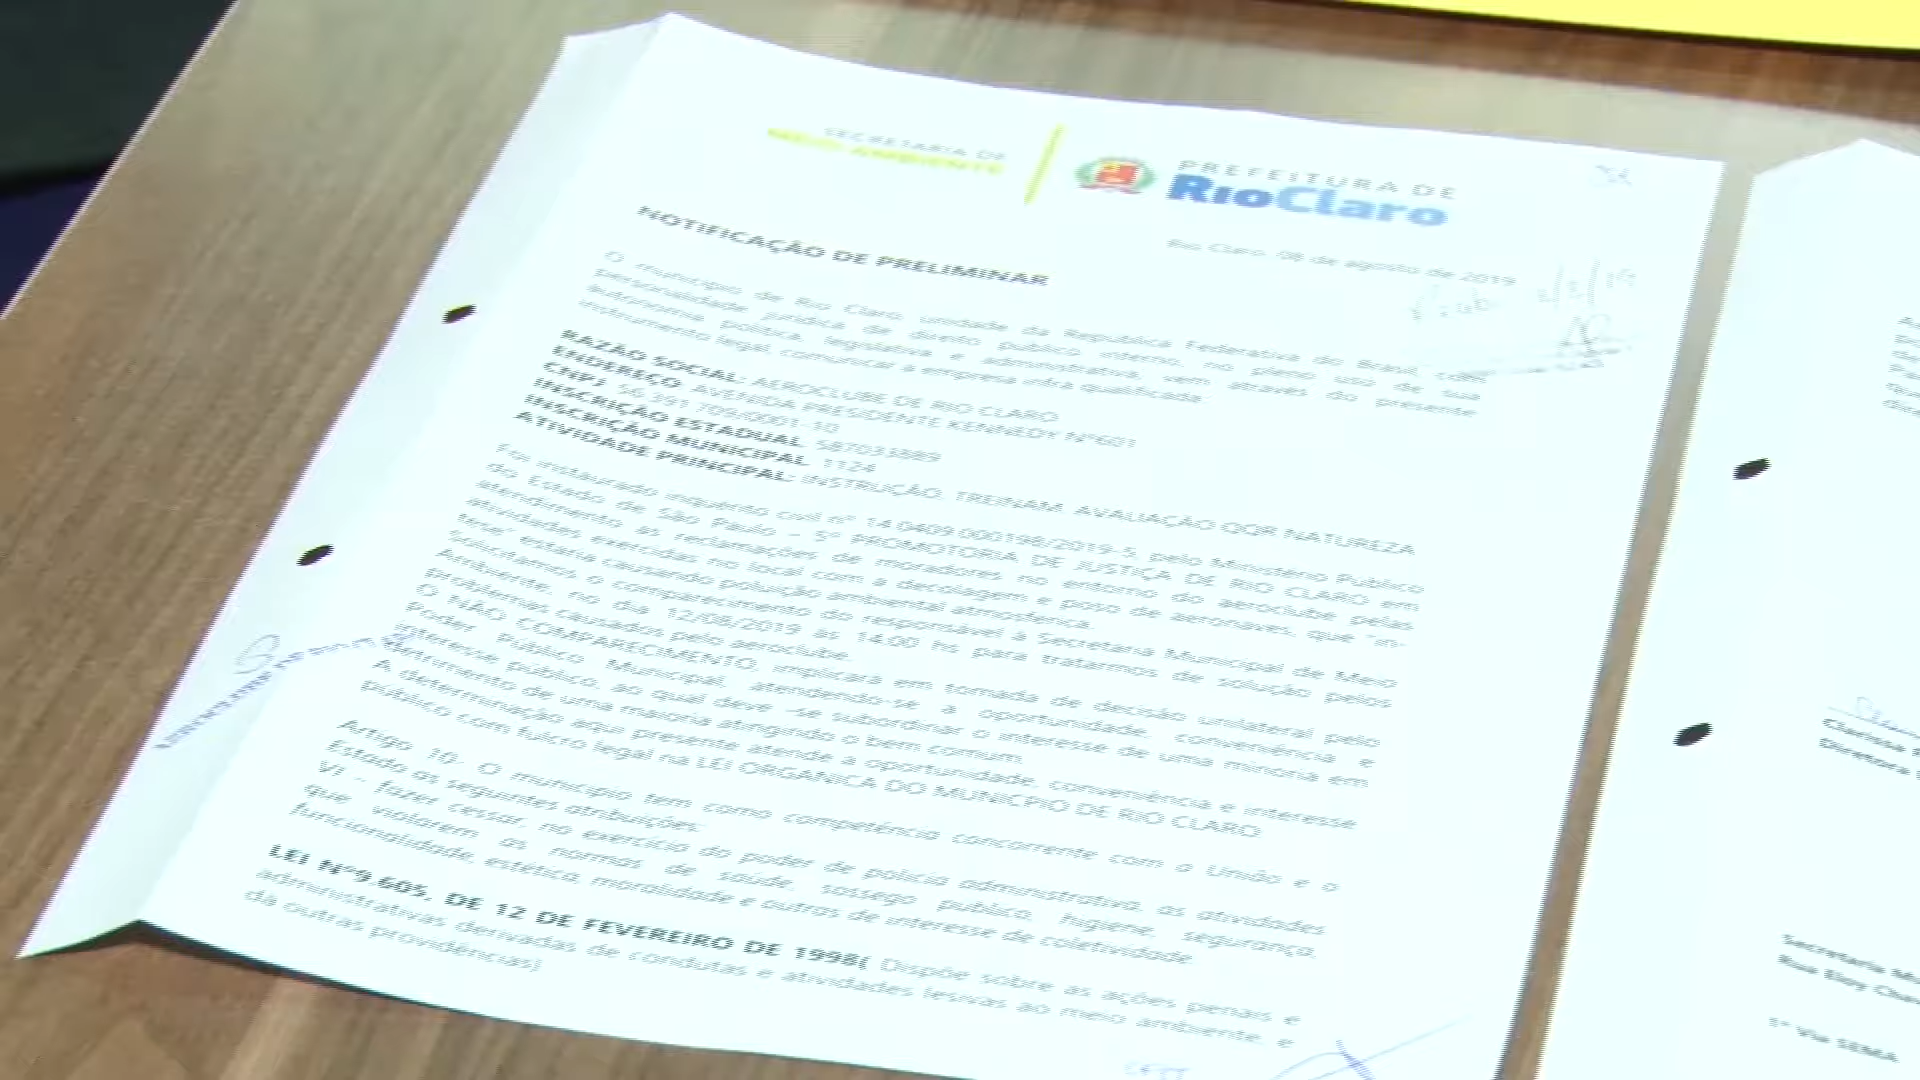 SECRETARIA DE
MEIO AMBIENTE
PREFEITURA DE
RioClaro
Rio Claro, 08 de agosto de 2019
NOTIFICAÇÃO DE PRELIMINAR
O município de Rio Claro, unidade da República Federativa do Brasil, com
personalidade jurídica de direito público interno, no pleno uso de sua
autonomia política, legislativa e administrativa, vem através do presente
instrumento legal, comunicar a empresa infra qualificada:
RAZÃO SOCIAL: AEROCLUBE DE RIO CLARO
ENDEREÇO: AVENIDA PRESIDENTE KENNEDY Nº601
CNPJ: 56.391.709/0001-10
INSCRIÇÃO ESTADUAL: 587033889
INSCRIÇÃO MUNICIPAL: 1124
ATIVIDADE PRINCIPAL: INSTRUÇÃO, TREINAM. AVALIAÇÃO QQR NATUREZA
Foi instaurado inquérito civil nº 14.0409.000198/2019-5, pelo Ministério Público
do Estado de São Paulo - 5ª PROMOTORIA DE JUSTIÇA DE RIO CLARO em
atendimento as reclamações de moradores no entorno do aeroclube pelas
atividades exercidas no local com a decolagem e poso de aeronaves, que "in-
tese" estaria causando poluição ambiental atmosférica.
Solicitamos o comparecimento do responsável à Secretaria Municipal de Meio
Ambiente, no dia 12/08/2019 as 14:00 hs para tratarmos de solução pelos
problemas causados pelo aeroclube.
O NÃO COMPARECIMENTO, implicara em tomada de decisão unilateral pelo
Poder Público Municipal, atendendo-se a oportunidade, conveniência e
interesse público, ao qual deve -se subordinar o interesse de uma minoria em
detrimento de uma maioria atingindo o bem comum.
A determinação aqui presente atende a oportunidade, conveniência e interesse
público com fulcro legal na LEI ORGANICA DO MUNICÍPIO DE RIO CLARO
Artigo 10- O município tem como competência concorrente com a União e o
Estado as seguintes atribuições:
VI - fazer cessar, no exercício do poder de polícia administrativa, as atividades
que violarem as normas de saúde, sossego público, higiene, segurança,
funcionalidade, estética, moralidade e outros de interesse de coletividade.
LEI Nº9.605, DE 12 DE FEVEREIRO DE 1998( Dispõe sobre as ações penais e
administrativas derivadas de condutas e atividades lesivas ao meio ambiente, e
da outras providências)
Clarissa
Diretora
Secretaria
Rua Eloy
1ª Via SEMA